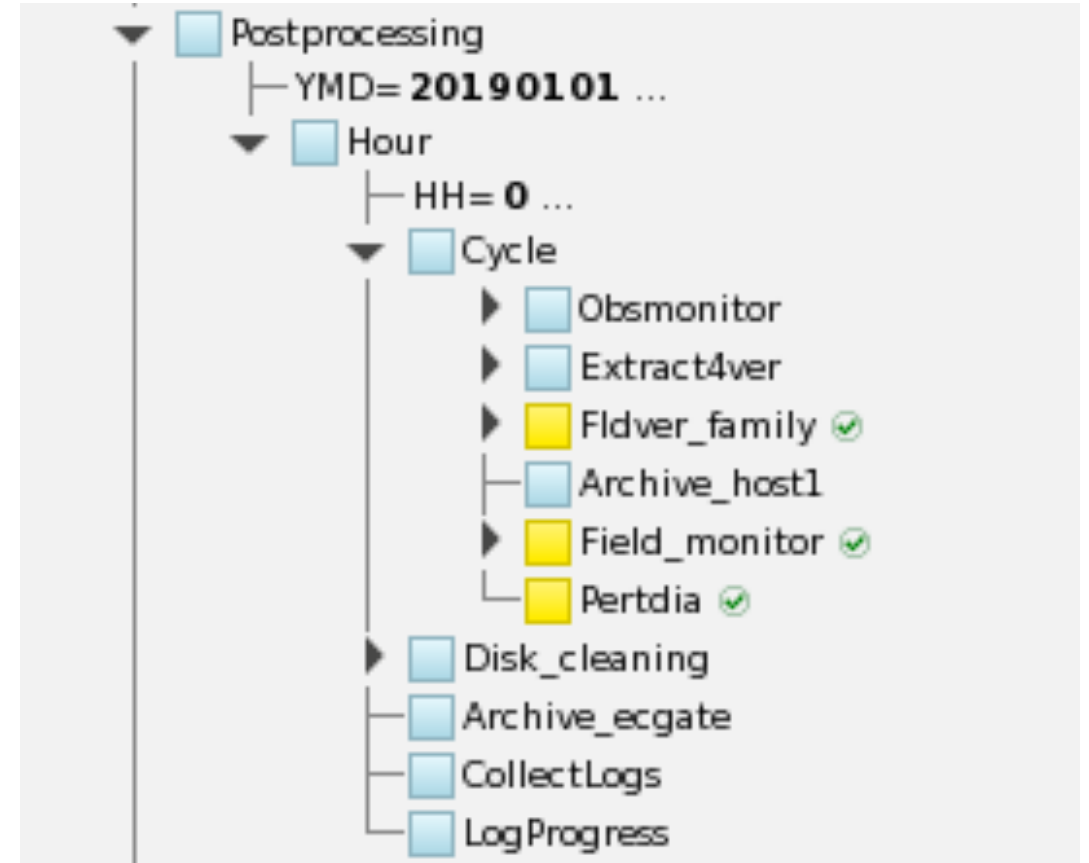 Postprocessing
YMD= 20190101 ...
Hour
HH= 0 ...
Cycle
Obsmonitor
Extract4ver
Fldver_family
Archive_host1
Field_monitor
Pertdia
Disk_cleaning
Archive_ecgate
CollectLogs
LogProgress